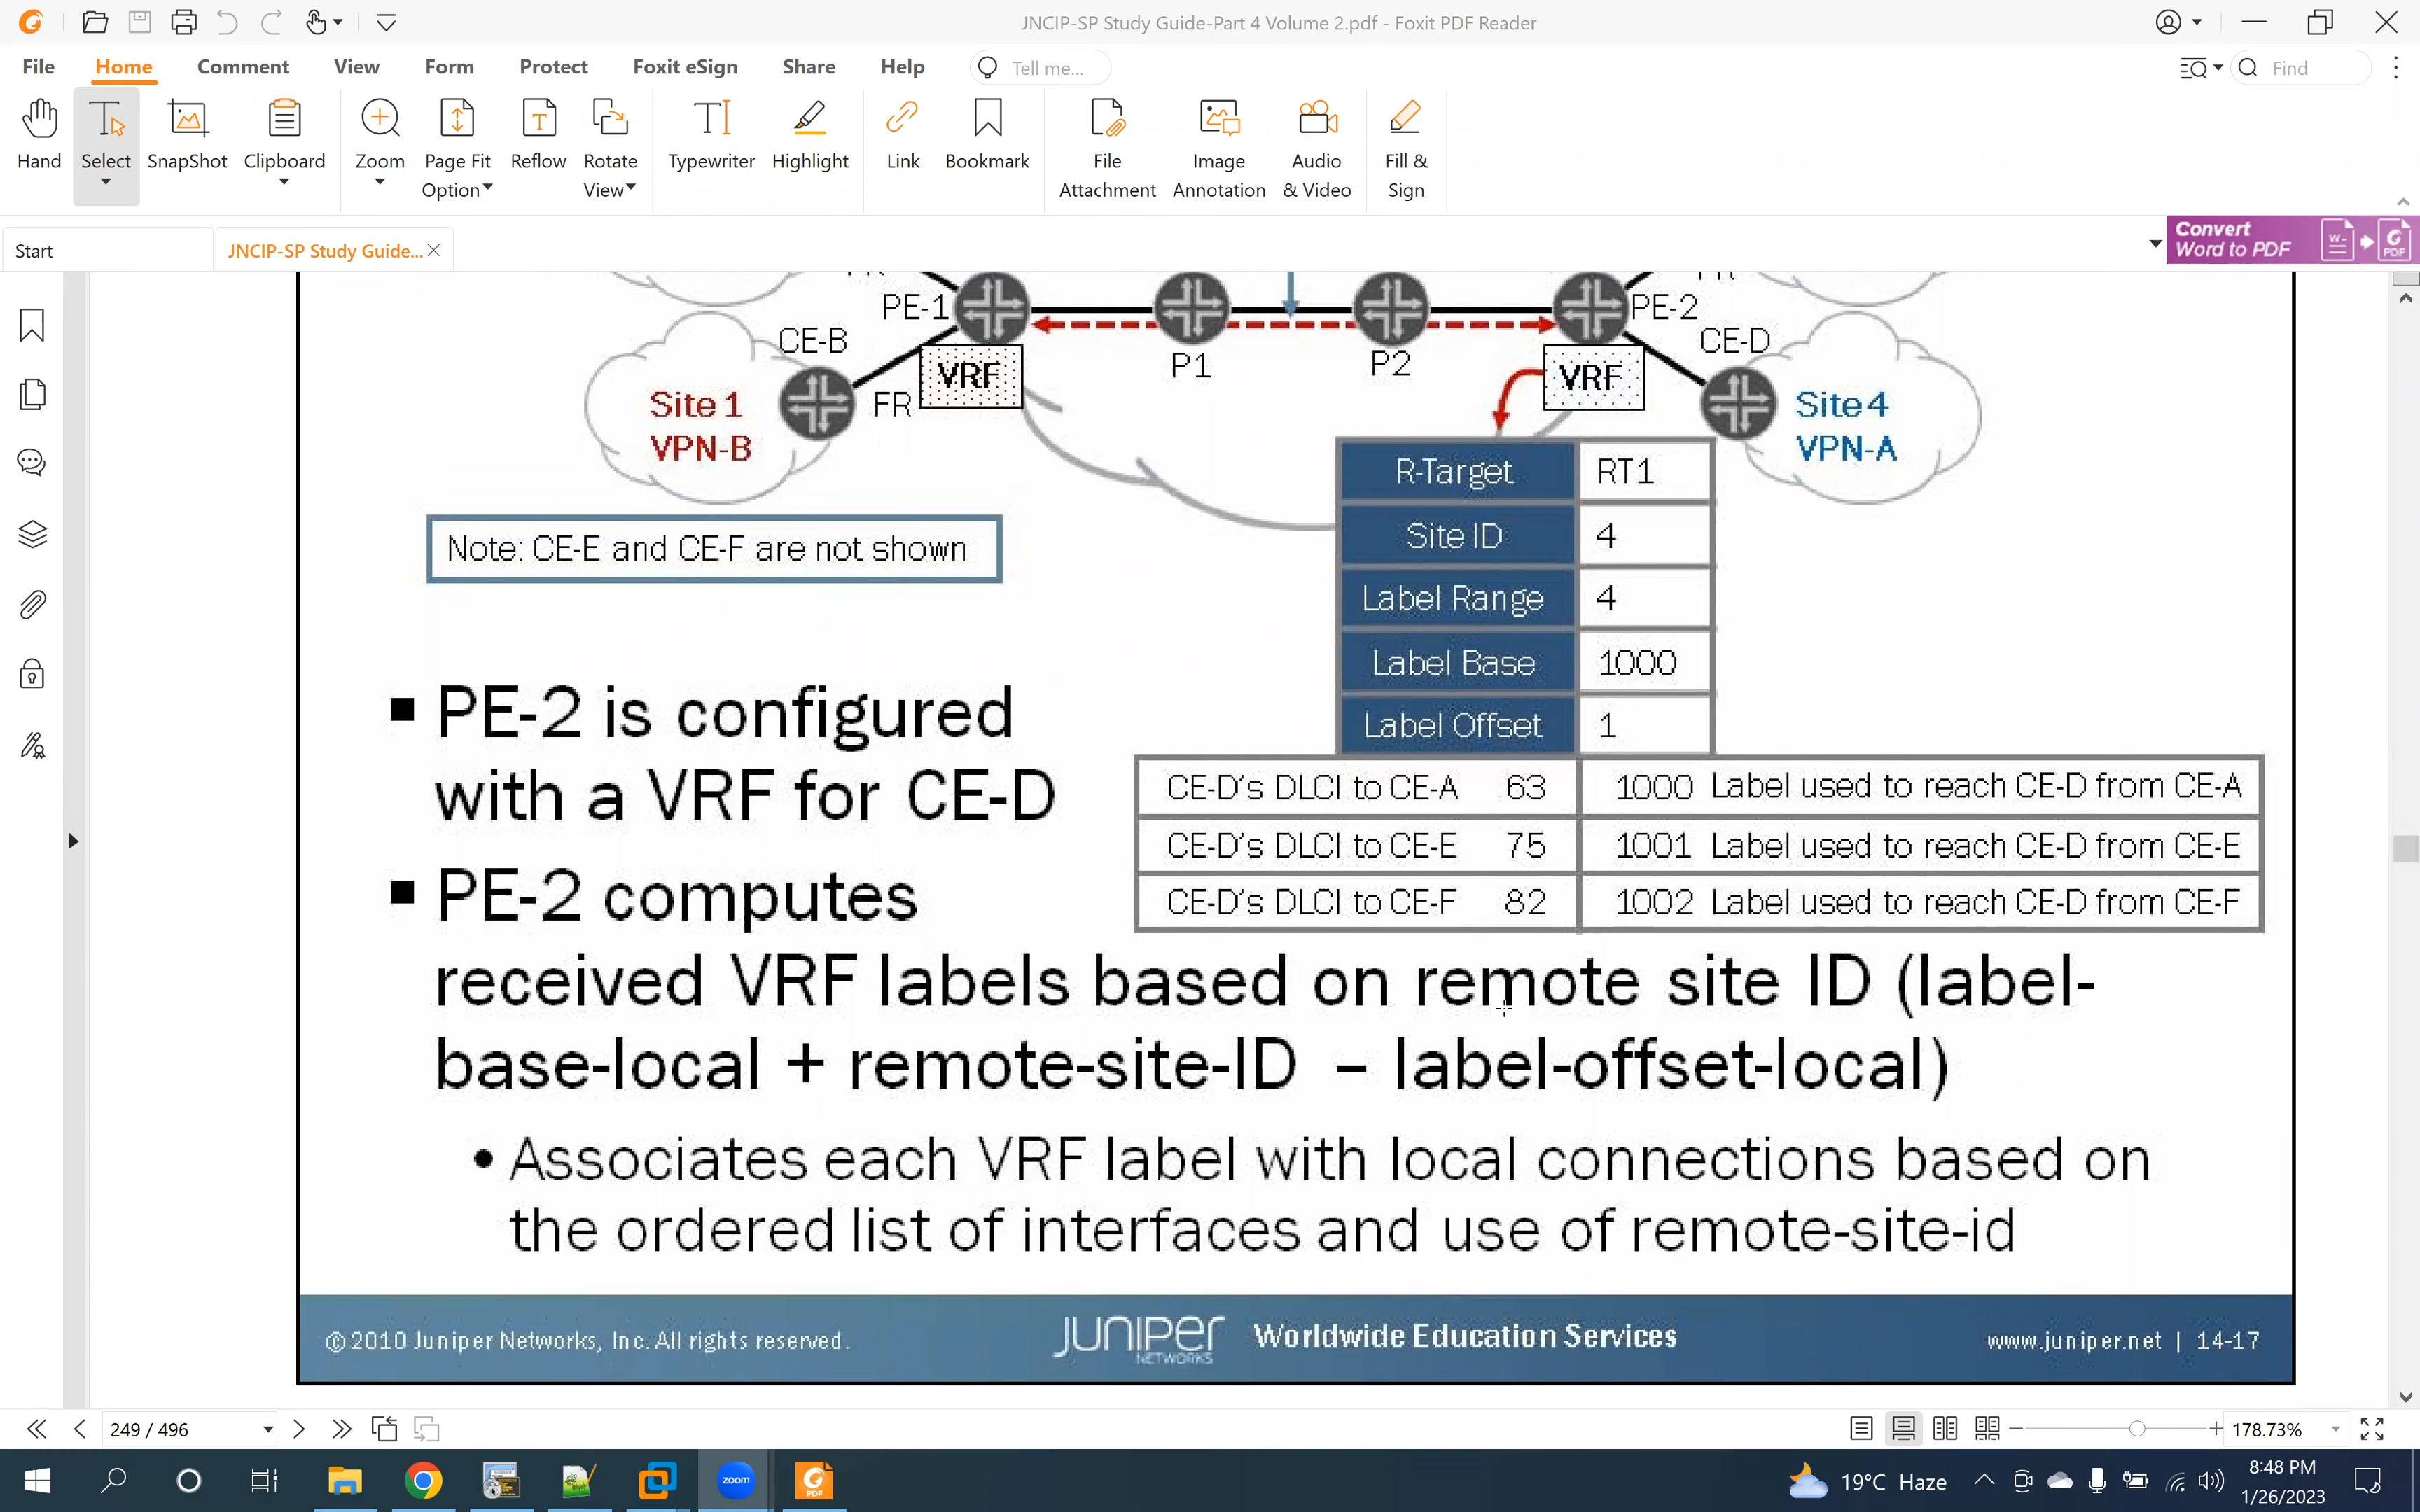 JNCIP-SP Study Guide-Part 4 Volume 2.pdf - Foxit PDF Reader
File Home Comment View Form Protect Foxit eSign Share Help Tell me... Find
Hand Select SnapShot Clipboard Zoom Page Fit Option Reflow Rotate View Typewriter Highlight Link Bookmark File Attachment Image Annotation Audio & Video Fill & Sign
Start JNCIP-SP Study Guide... Convert Word to PDF
PE-1 PE-2
CE-B CE-D
P1 P2
VRF VRF
FR
Site 1
VPN-B
Site 4
VPN-A
Note: CE-E and CE-F are not shown
R-Target RT1
Site ID 4
Label Range 4
Label Base 1000
Label Offset 1
CE-D's DLCI to CE-A 63 1000 Label used to reach CE-D from CE-A
CE-D's DLCI to CE-E 75 1001 Label used to reach CE-D from CE-E
CE-D's DLCI to CE-F 82 1002 Label used to reach CE-D from CE-F
■ PE-2 is configured
with a VRF for CE-D
■ PE-2 computes
received VRF labels based on remote site ID (label-
base-local + remote-site-ID – label-offset-local)
• Associates each VRF label with local connections based on
the ordered list of interfaces and use of remote-site-id
©2010 Juniper Networks, Inc. All rights reserved. JUNIPER NETWORKS Worldwide Education Services www.juniper.net | 14-17
249 / 496 178.73%
zoom PDF 19°C Haze 8:48 PM
1/26/2023